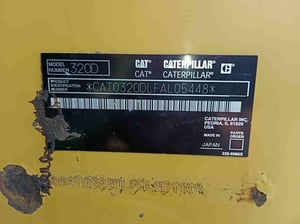 MODEL NUMBER 320D
CAT CATERPILLAR
CAT® CATERPILLAR®
PRODUCT IDENTIFICATION NUMBER *CAT0320DLFAL05448*
CATERPILLAR INC.
PEORIA, IL 61629
USA
MADE IN
JAPAN
PARTS ORDER